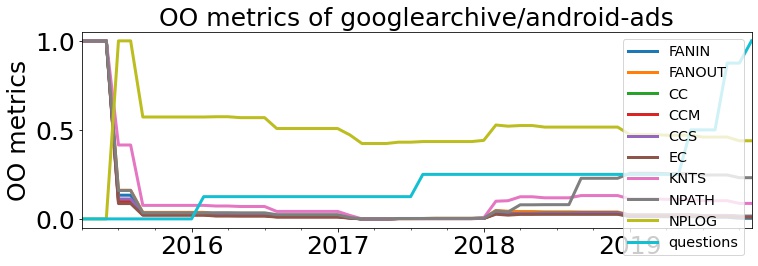 OO metrics of googlearchive/android-ads
OO metrics
1.0
0.5
0.0
2016
2017
2018
2019
FANIN
FANOUT
CC
CCM
CCS
EC
KNTS
NPATH
NPLOG
questions